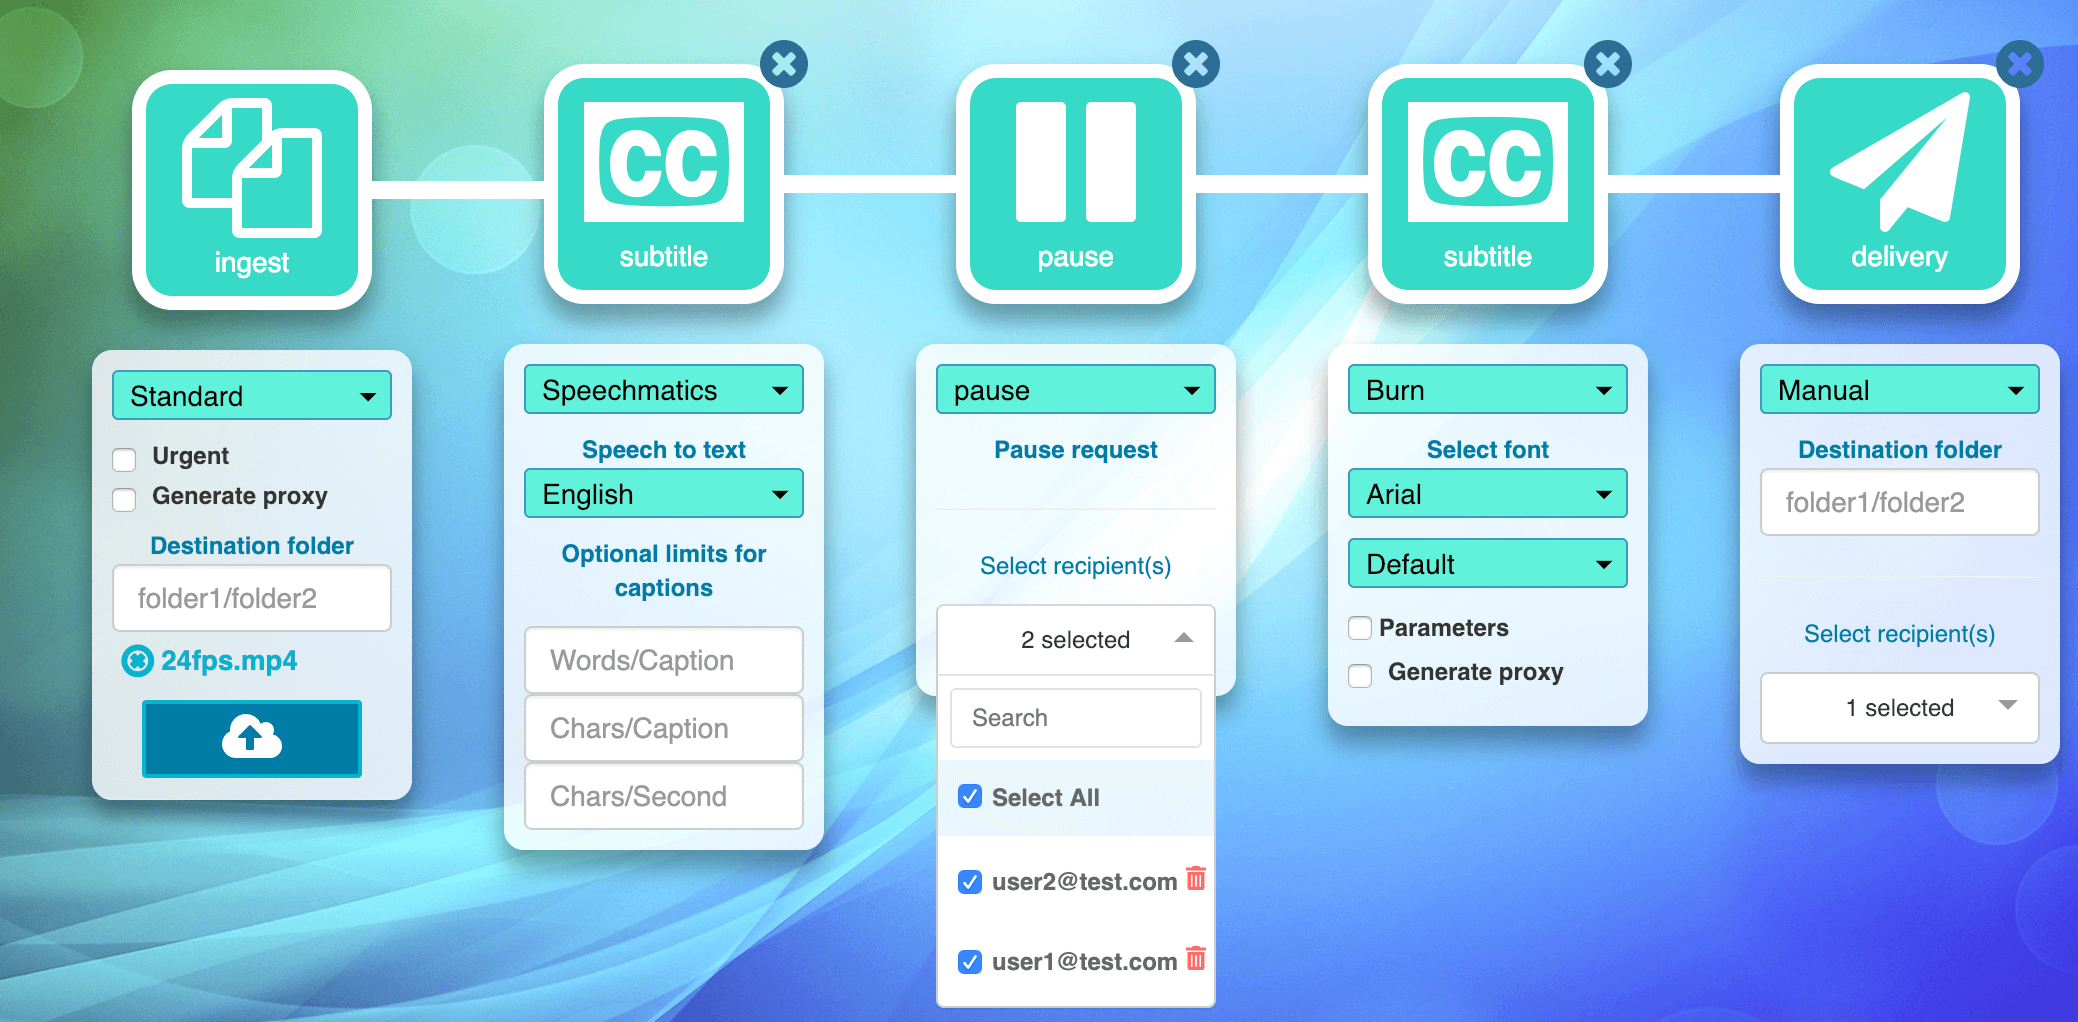 ingest
CC
subtitle
pause
CC
subtitle
delivery
Standard
Urgent
Generate proxy
Destination folder
folder1/folder2
24fps.mp4
Speechmatics
Speech to text
English
Optional limits for
captions
Words/Caption
Chars/Caption
Chars/Second
pause
Pause request
Select recipient(s)
2 selected
Search
Select All
user2@test.com
user1@test.com
Burn
Select font
Arial
Default
Parameters
Generate proxy
Manual
Destination folder
folder1/folder2
Select recipient(s)
1 selected